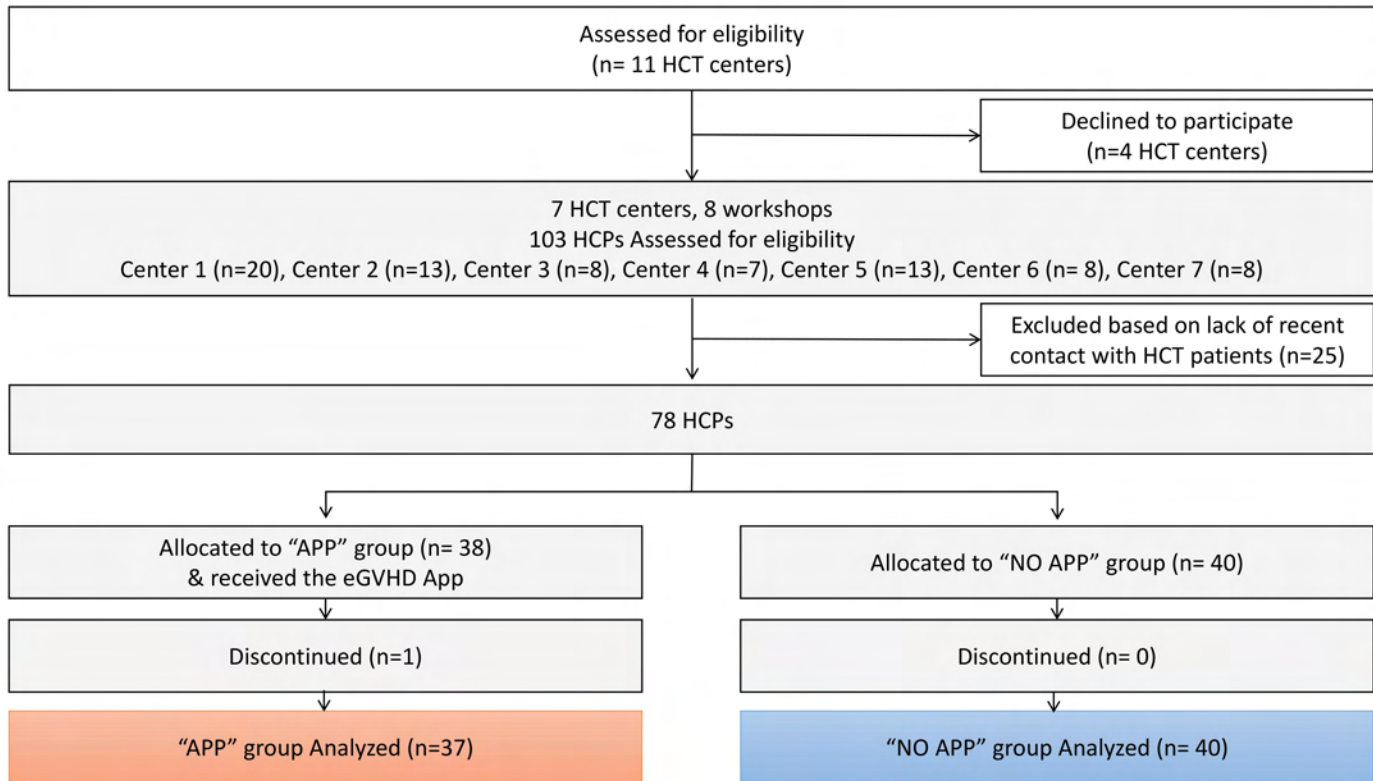 Assessed for eligibility
(n= 11 HCT centers)
Declined to participate
(n=4 HCT centers)
7 HCT centers, 8 workshops
103 HCPs Assessed for eligibility
Center 1 (n=20), Center 2 (n=13), Center 3 (n=8), Center 4 (n=7), Center 5 (n=13), Center 6 (n= 8), Center 7 (n=8)
Excluded based on lack of recent
contact with HCT patients (n=25)
78 HCPs
Allocated to “APP” group (n= 38)
& received the eGVHD App
Allocated to “NO APP” group (n= 40)
Discontinued (n=1)
Discontinued (n= 0)
“APP” group Analyzed (n=37)
“NO APP” group Analyzed (n= 40)